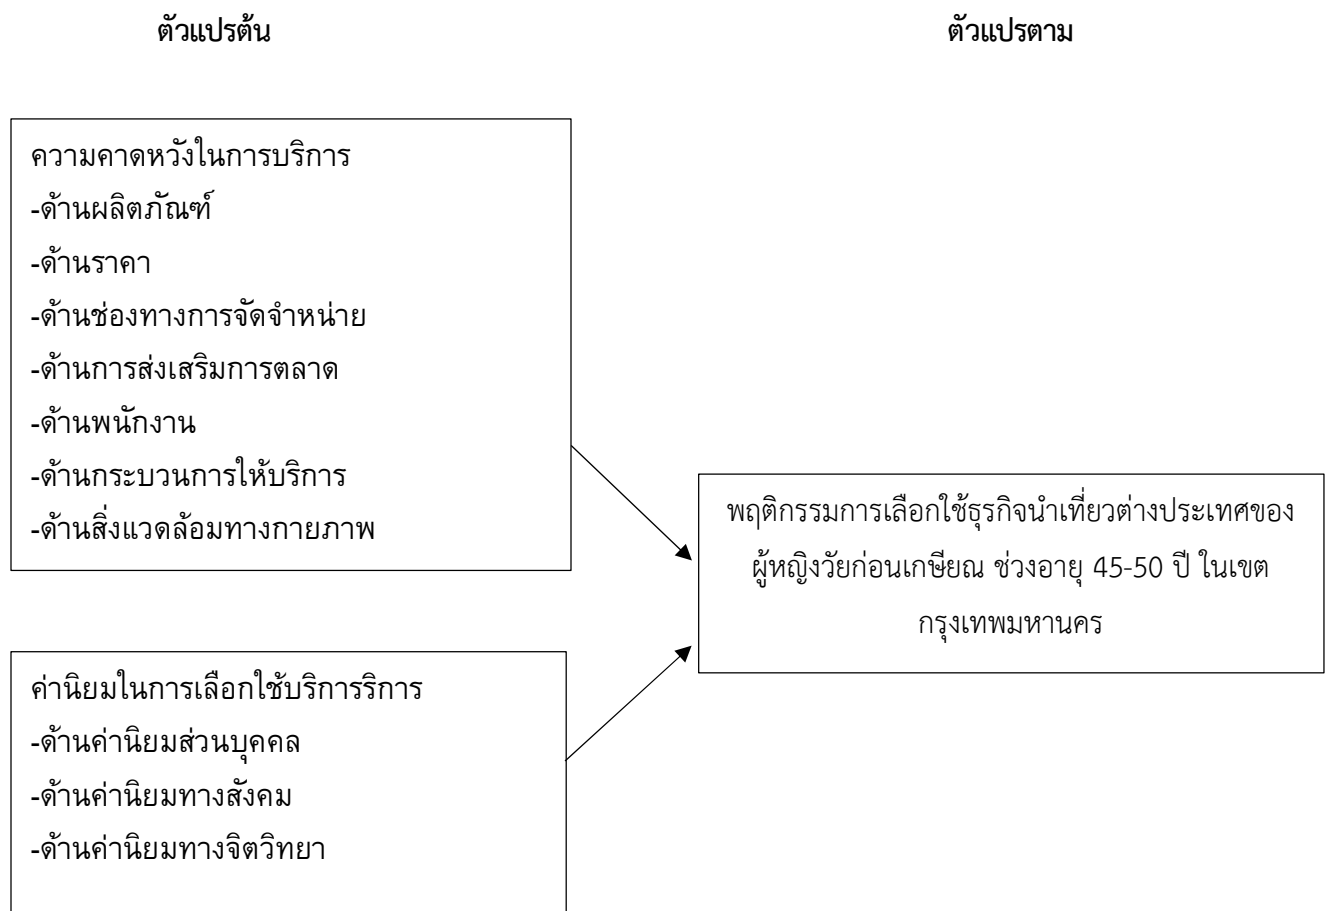 ตัวแปรต้น
ตัวแปรตาม
ความคาดหวังในการบริการ
-ด้านผลิตภัณฑ์
-ด้านราคา
-ด้านช่องทางการจัดจำหน่าย
-ด้านการส่งเสริมการตลาด
-ด้านพนักงาน
-ด้านกระบวนการให้บริการ
-ด้านสิ่งแวดล้อมทางกายภาพ
ค่านิยมในการเลือกใช้บริการริการ
-ด้านค่านิยมส่วนบุคคล
-ด้านค่านิยมทางสังคม
-ด้านค่านิยมทางจิตวิทยา
พฤติกรรมการเลือกใช้ธุรกิจนำเที่ยวต่างประเทศของ
ผู้หญิงวัยก่อนเกษียณ ช่วงอายุ 45-50 ปี ในเขต
กรุงเทพมหานคร